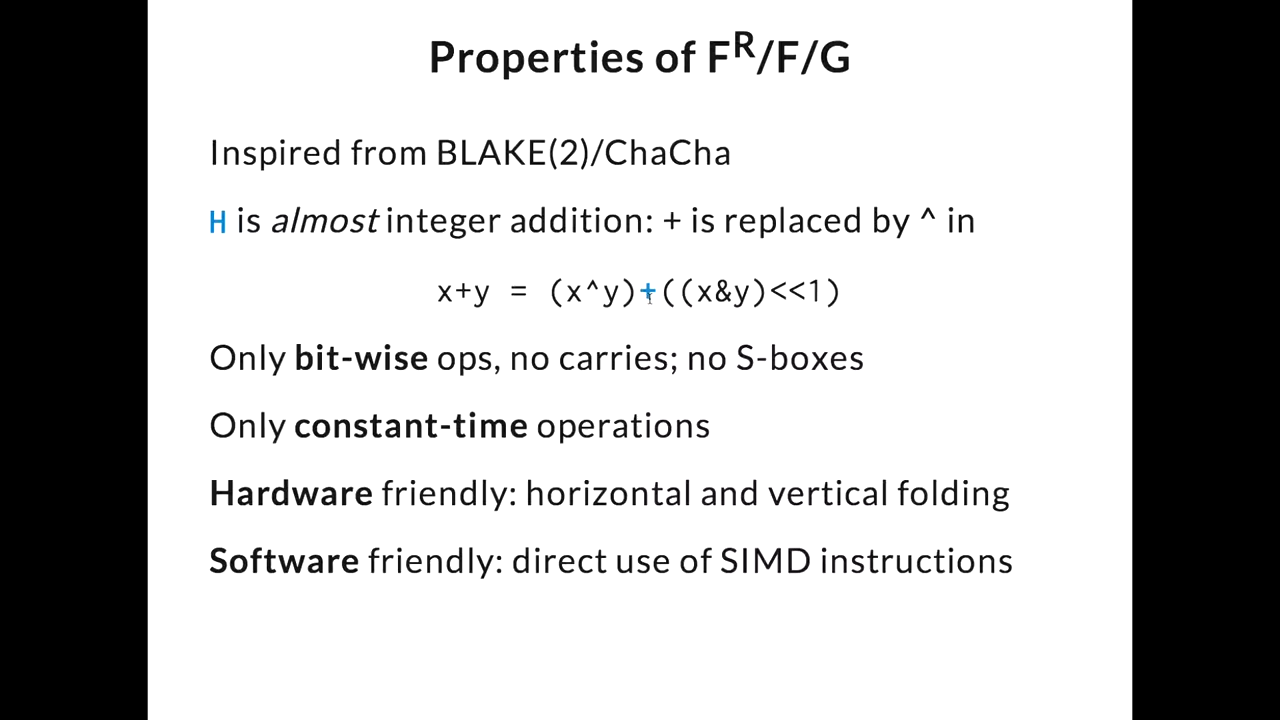 Properties of F^R/F/G
Inspired from BLAKE(2)/ChaCha
H is almost integer addition: + is replaced by ^ in
x+y = (x^y)+((x&y)<<1)
Only bit-wise ops, no carries; no S-boxes
Only constant-time operations
Hardware friendly: horizontal and vertical folding
Software friendly: direct use of SIMD instructions